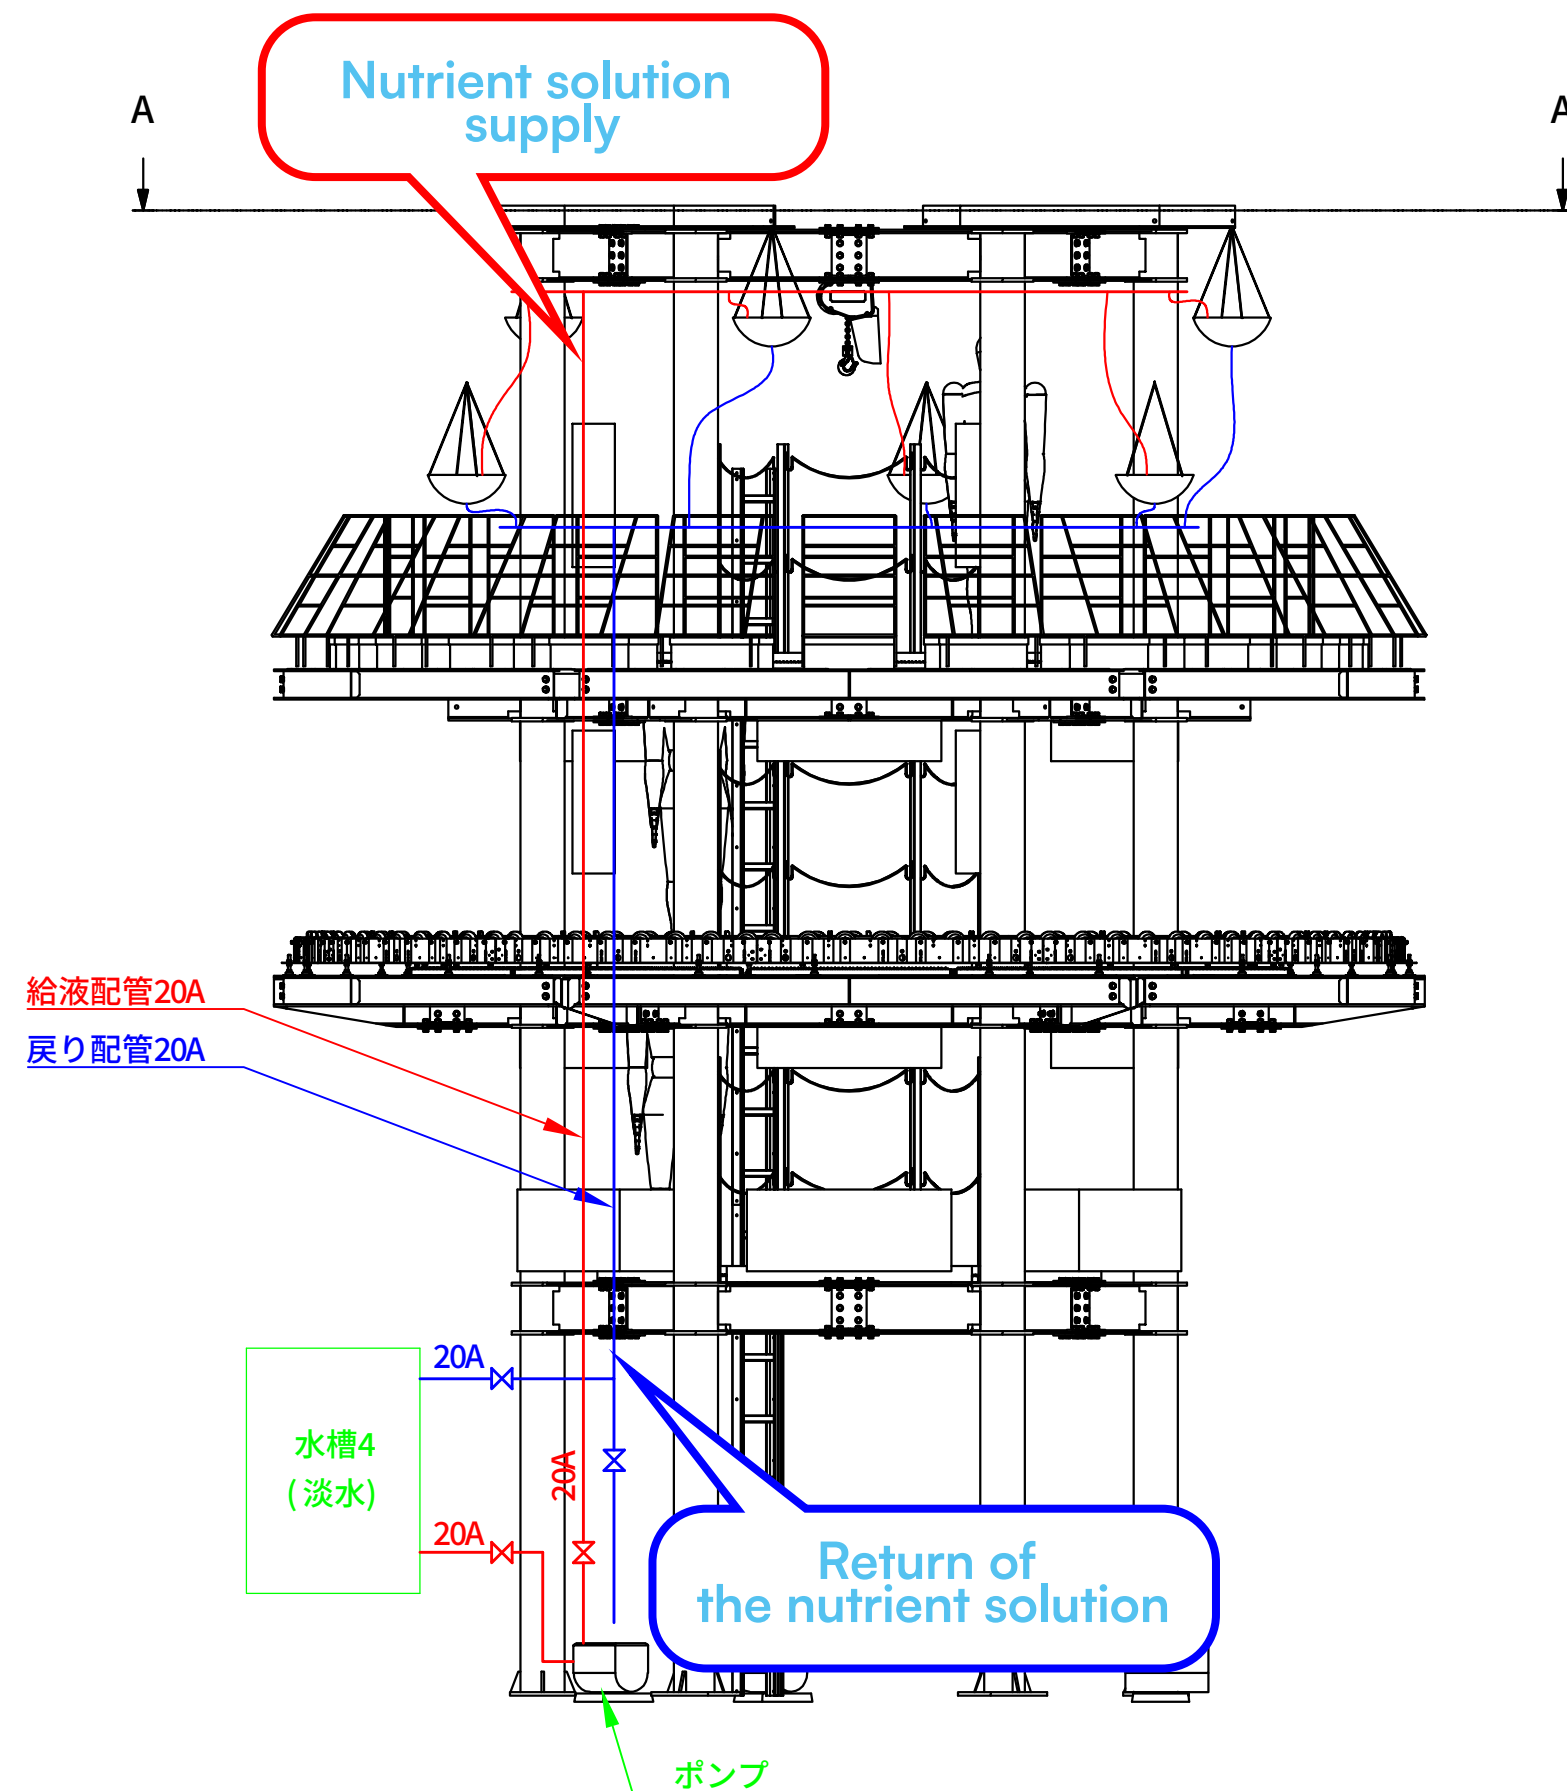 Nutrient solution
supply
A
A
給液配管20A
戻り配管20A
20A
水槽4
(淡水)
20A
20A
Return of
the nutrient solution
ポンプ